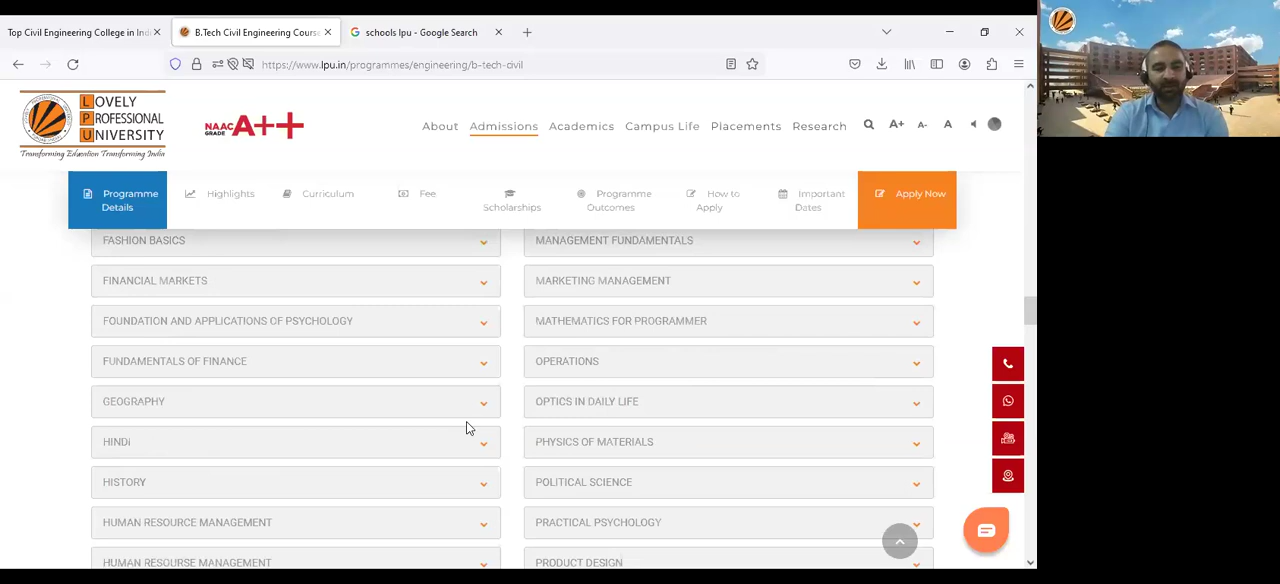 Top Civil Engineering College in Indi
B.Tech Civil Engineering Course
schools lpu - Google Search
https://www.lpu.in/programmes/engineering/b-tech-civil
LOVELY
PROFESSIONAL
UNIVERSITY
Transforming Education Transforming India
NAAC
GRADE
A++
About
Admissions
Academics
Campus Life
Placements
Research
A+
A-
A
Programme
Details
Highlights
Curriculum
Fee
Scholarships
Programme
Outcomes
How to
Apply
Important
Dates
Apply Now
FASHION BASICS
MANAGEMENT FUNDAMENTALS
FINANCIAL MARKETS
MARKETING MANAGEMENT
FOUNDATION AND APPLICATIONS OF PSYCHOLOGY
MATHEMATICS FOR PROGRAMMER
FUNDAMENTALS OF FINANCE
OPERATIONS
GEOGRAPHY
OPTICS IN DAILY LIFE
HINDI
PHYSICS OF MATERIALS
HISTORY
POLITICAL SCIENCE
HUMAN RESOURCE MANAGEMENT
PRACTICAL PSYCHOLOGY
HUMAN RESOURSE MANAGEMENT
PRODUCT DESIGN